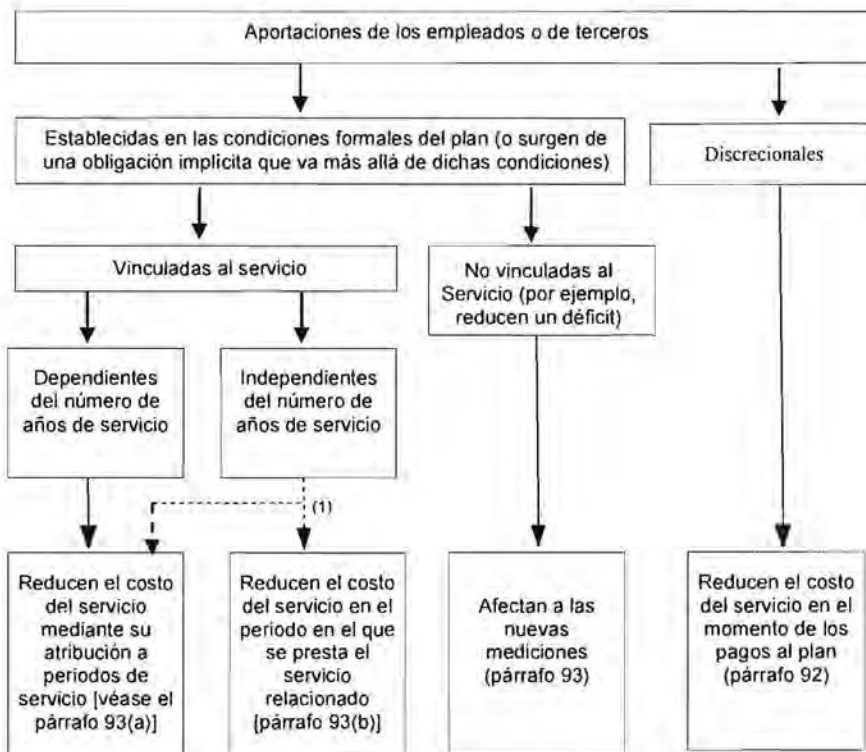 Aportaciones de los empleados o de terceros
Establecidas en las condiciones formales del plan (o surgen de
una obligación implícita que va más allá de dichas condiciones)
Discrecionales
Vinculadas al servicio
No vinculadas al
Servicio (por ejemplo,
reducen un déficit)
Dependientes
del número de
años de servicio
Independientes
del número de
años de servicio
(1)
Reducen el costo
del servicio
mediante su
atribución a
periodos de
servicio [véase el
párrafo 93(a)]
Reducen el costo
del servicio en el
periodo en el que
se presta el
servicio
relacionado
[párrafo 93(b)]
Afectan a las
nuevas
mediciones
(párrafo 93)
Reducen el costo
del servicio en el
momento de los
pagos al plan
(párrafo 92)